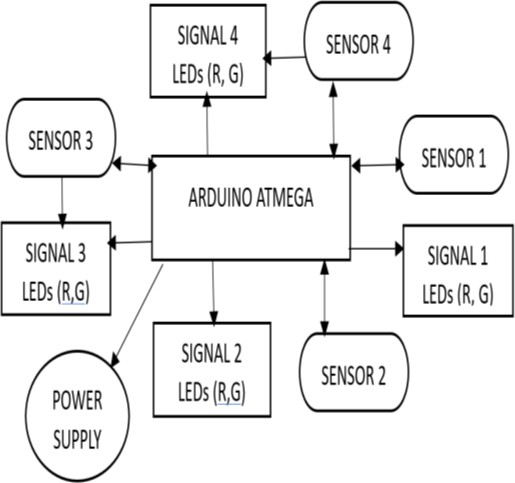 SIGNAL 4
LEDs (R, G)
SENSOR 4
SENSOR 3
SENSOR 1
ARDUINO ATMEGA
SIGNAL 3
LEDs (R,G)
SIGNAL 1
LEDs (R, G)
SIGNAL 2
LEDs (R,G)
SENSOR 2
POWER
SUPPLY